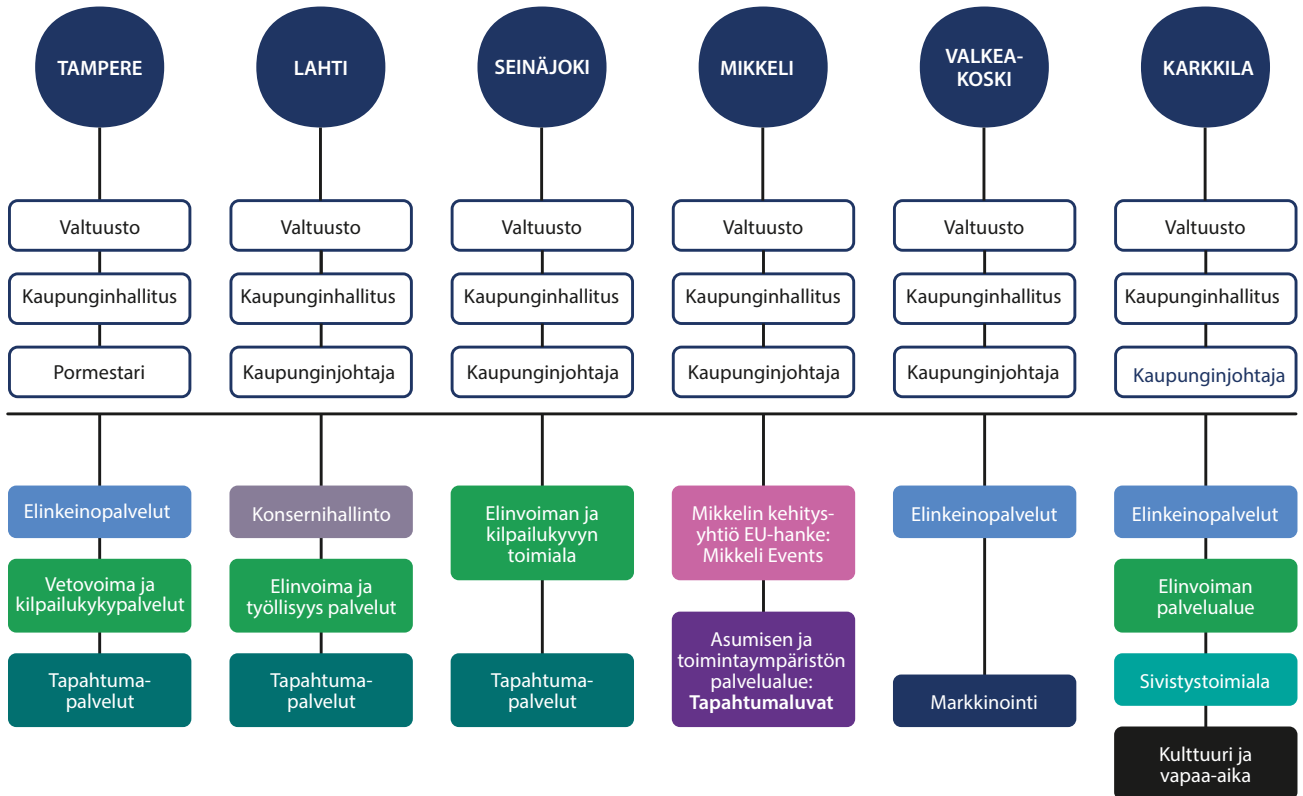 TAMPERE
LAHTI
SEINÄJOKI
MIKKELI
VALKEA-
KOSKI
KARKKILA
Valtuusto
Valtuusto
Valtuusto
Valtuusto
Valtuusto
Valtuusto
Kaupunginhallitus
Kaupunginhallitus
Kaupunginhallitus
Kaupunginhallitus
Kaupunginhallitus
Kaupunginhallitus
Pormestari
Kaupunginjohtaja
Kaupunginjohtaja
Kaupunginjohtaja
Kaupunginjohtaja
Kaupunginjohtaja
Elinkeinopalvelut
Vetovoima ja
kilpailukykypalvelut
Tapahtuma-
palvelut
Konsernihallinto
Elinvoima ja
työllisyys palvelut
Tapahtuma-
palvelut
Elinvoiman ja
kilpailukyvyn
toimiala
Tapahtuma-
palvelut
Mikkelin kehitys-
yhtiö EU-hanke:
Mikkeli Events
Asumisen ja
toimintaympäristön
palvelualue:
Tapahtumaluvat
Elinkeinopalvelut
Markkinointi
Elinkeinopalvelut
Elinvoiman
palvelualue
Sivistystoimiala
Kulttuuri ja
vapaa-aika